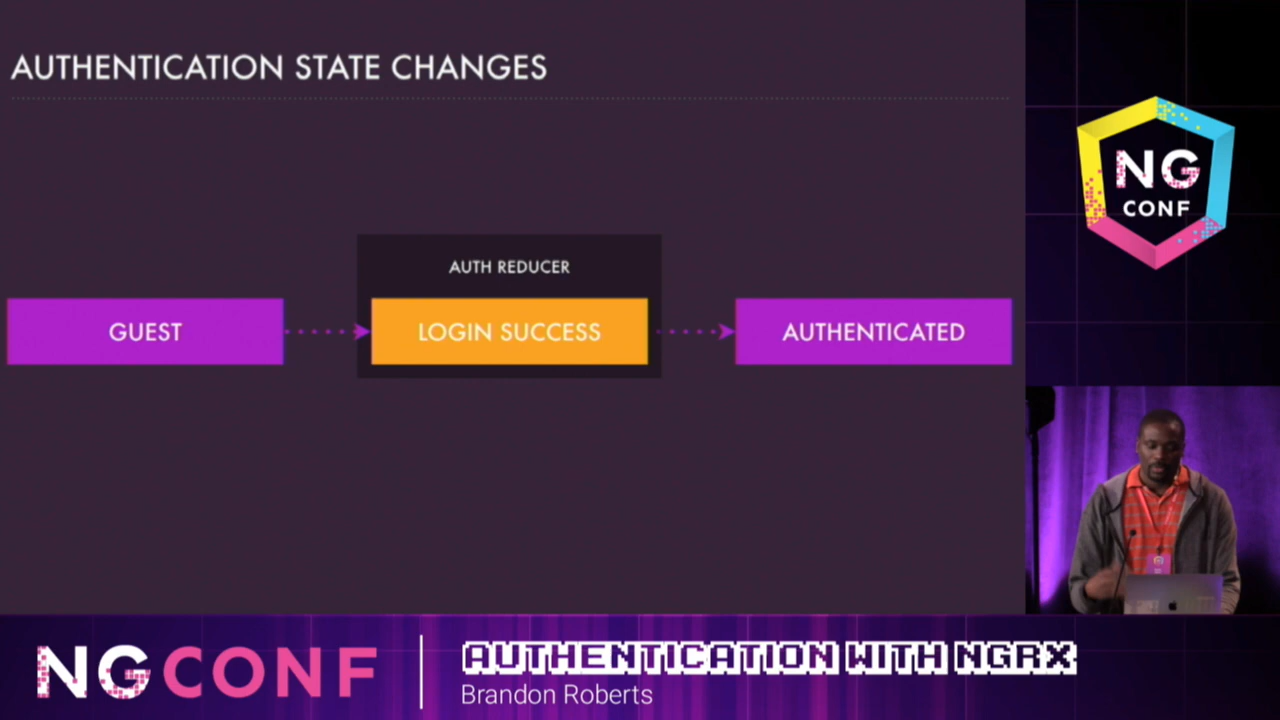 AUTHENTICATION STATE CHANGES
AUTH REDUCER
GUEST
LOGIN SUCCESS
AUTHENTICATED
NG
CONF
NGCONF
AUTHENTICATION WITH NGRX
Brandon Roberts